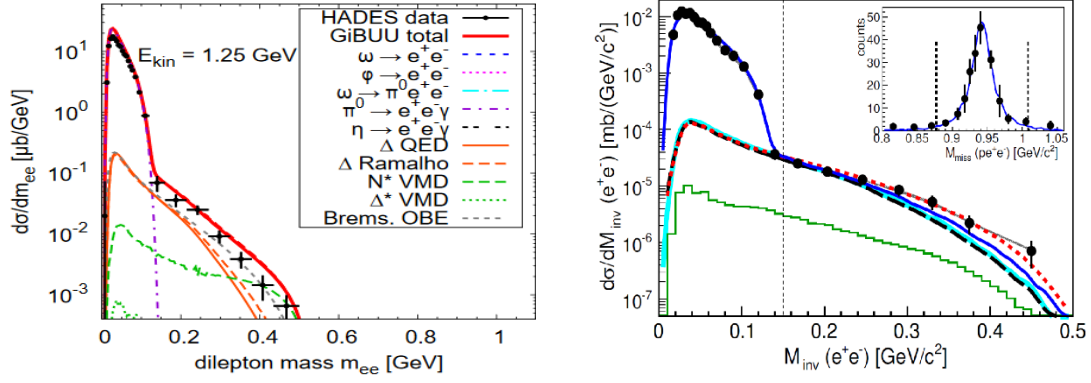 HADES data
GiBUU total
ω → e⁺e⁻
φ → e⁺e⁻
ω → π⁰e⁺e⁻
π⁰ → e⁺e⁻γ
η → e⁺e⁻γ
Δ QED
Δ Ramalho
N* VMD
Δ* VMD
Brems. OBE
E_kin = 1.25 GeV
dσ/dm_ee [μb/GeV]
10¹
10⁰
10⁻¹
10⁻²
10⁻³
0 0.2 0.4 0.6 0.8 1
dilepton mass m_ee [GeV]
dσ/dM_inv (e⁺e⁻) [mb/(GeV/c²)]
10⁻²
10⁻³
10⁻⁴
10⁻⁵
10⁻⁶
10⁻⁷
0 0.1 0.2 0.3 0.4 0.5
M_inv (e⁺e⁻) [GeV/c²]
counts
50
40
30
20
10
0
0.8 0.85 0.9 0.95 1 1.05
M_miss (pe⁻e⁻) [GeV/c²]